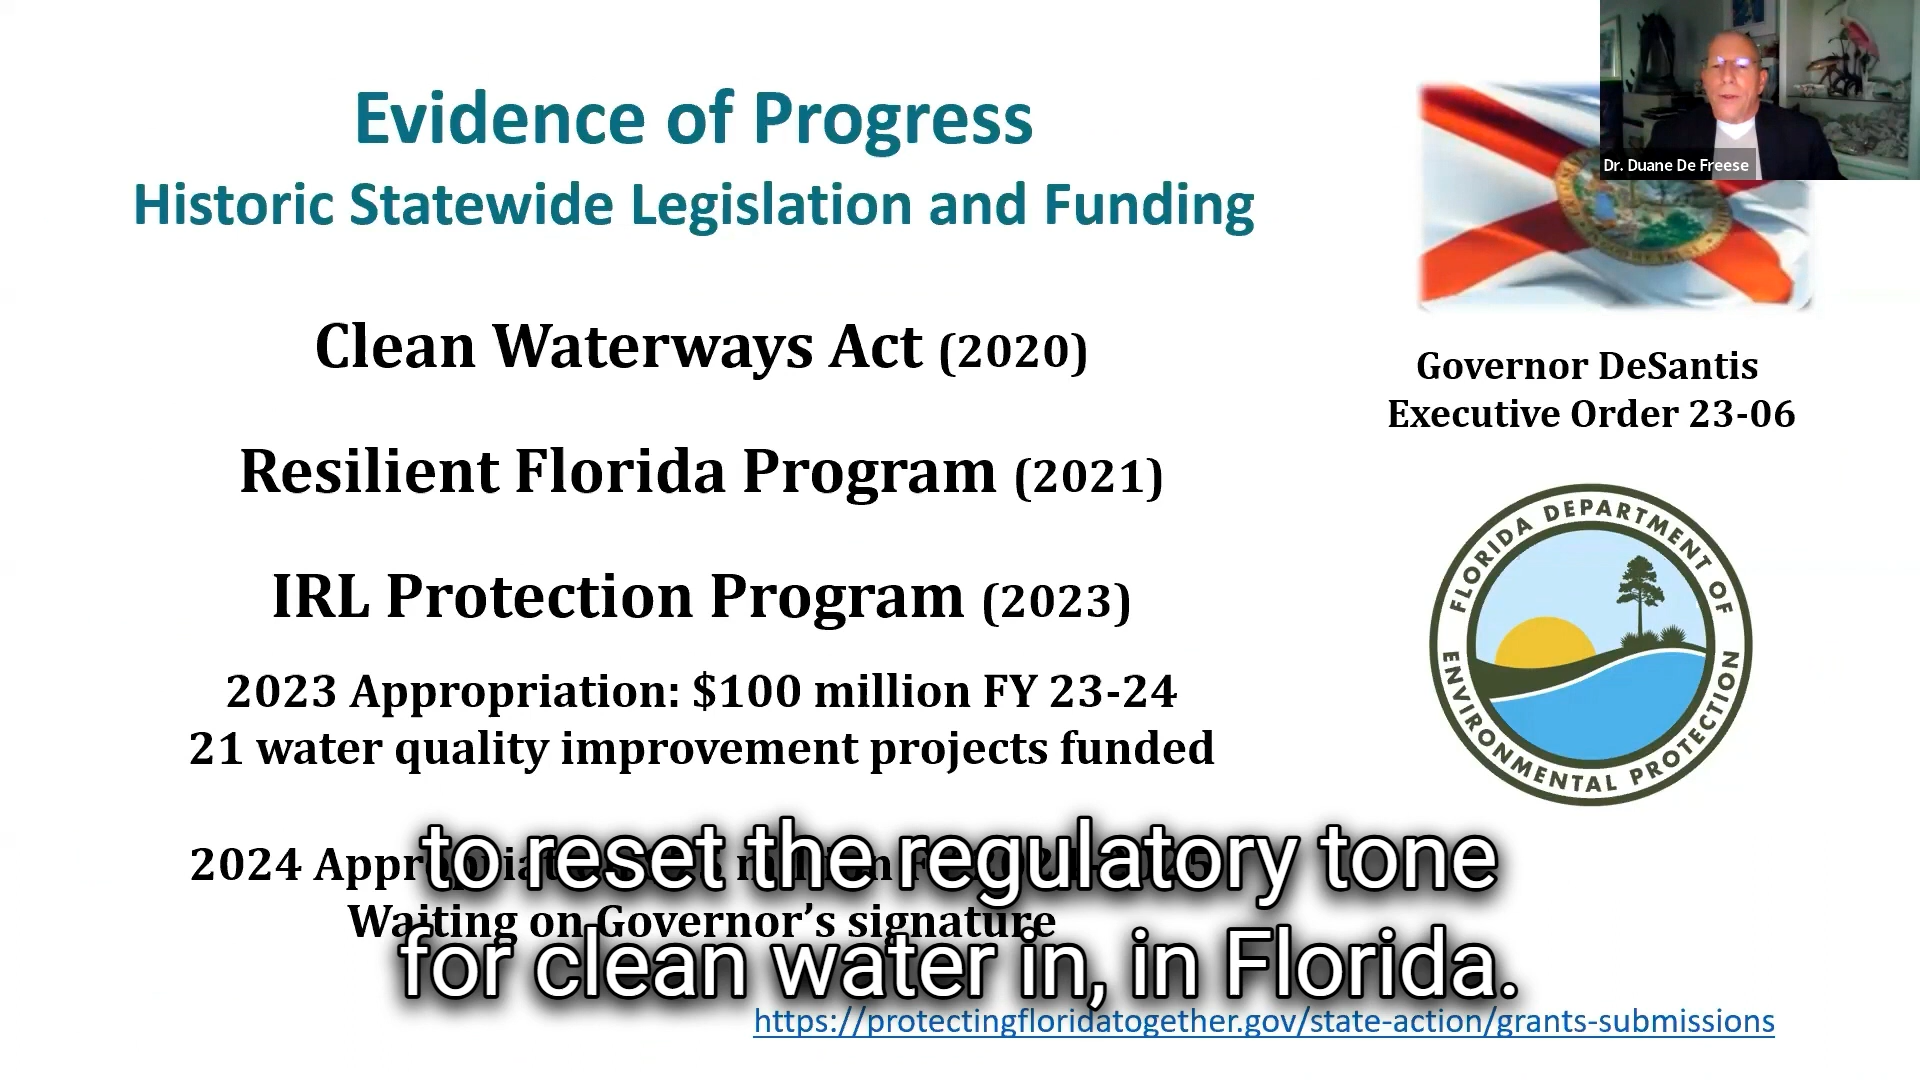 Evidence of Progress
Historic Statewide Legislation and Funding
Clean Waterways Act (2020)
Resilient Florida Program (2021)
IRL Protection Program (2023)
2023 Appropriation: $100 million FY 23-24
21 water quality improvement projects funded
2024
Waiting on Governor's signature
https://protectingfloridatogether.gov/state-action/grants-submissions
Dr. Duane De Freese
Governor DeSantis
Executive Order 23-06
FLORIDA DEPARTMENT OF
ENVIRONMENTAL PROTECTION
to reset the regulatory tone
for clean water in, in Florida.